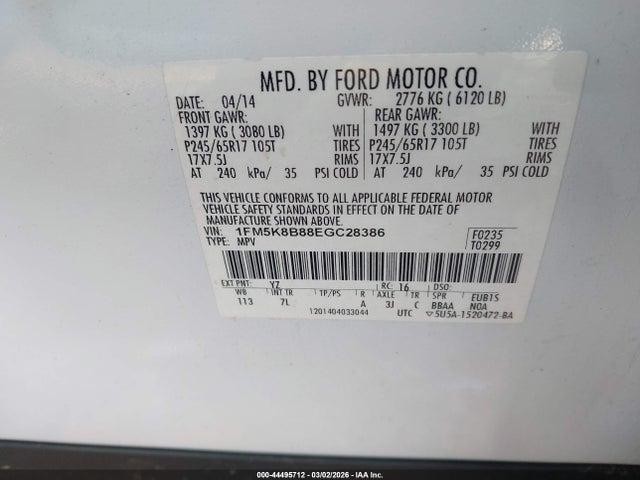 MFD. BY FORD MOTOR CO.
DATE: 04/14 GVWR: 2776 KG ( 6120 LB)
FRONT GAWR: REAR GAWR:
1397 KG ( 3080 LB) WITH 1497 KG ( 3300 LB) WITH
P245/65R17 105T TIRES P245/65R17 105T TIRES
17X7.5J RIMS 17X7.5J RIMS
AT 240 kPa/ 35 PSI COLD AT 240 kPa/ 35 PSI COLD
THIS VEHICLE CONFORMS TO ALL APPLICABLE FEDERAL MOTOR
VEHICLE SAFETY STANDARDS IN EFFECT ON THE DATE OF
MANUFACTURE SHOWN ABOVE.
VIN: 1FM5K8B88EGC28386 F0235
TYPE: MPV T0299
EXT PNT: YZ RC: 16 DSO:
WB INT TR TP/PS R AXLE TR SPR EUB1S
113 7L A 3J C BBAA N0A
1201404033044 UTC ▽5U5A-1520472-BA
000-44495712 - 03/02/2026 - IAA Inc.